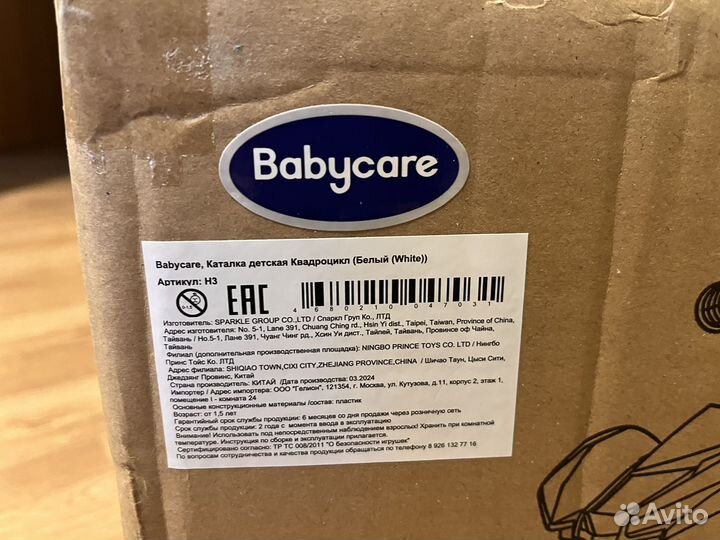 Babycare
Babycare, Каталка детская Квадроцикл (Белый (White))
Артикул: H3
0-1,5
EAC
4 680210 047031
Изготовитель: SPARKLE GROUP CO.,LTD / Спаркл Груп Ко., ЛТД
Адрес изготовителя: No. 5-1, Lane 391, Chuang Ching rd., Hsin Yi dist., Taipei, Taiwan, Province of China,
Тайвань / Но.5-1, Лане 391, Чуанг Чинг рд., Хсин Уи дист., Тайпей, Тайвань, Провинсе оф Чайна,
Тайвань
Филиал (дополнительная производственная площадка): NINGBO PRINCE TOYS CO. LTD / Нингбо
Принс Тойс Ко. ЛТД
Адрес филиала: SHIQIAO TOWN,CIXI CITY,ZHEJIANG PROVINCE,CHINA / Шичао Таун, Цыси Сити,
Джедзянг Провинс, Китай
Страна производителя: КИТАЙ /Дата производства: 03.2024
Импортер / Адрес импортера: ООО "Гелион", 121354, г. Москва, ул. Кутузова, д.11, корпус 2, этаж 1,
помещение I - комната 24
Основные конструкционные материалы /состав: пластик
Возраст: от 1,5 лет
Гарантийный срок службы продукции: 6 месяцев со дня продажи через розничную сеть
Срок службы продукции: 2 года с момента ввода в эксплуатацию
Внимание! Использовать под непосредственным наблюдением взрослых! Хранить при комнатной
температуре. Инструкция по сборке и эксплуатации прилагается.
Сертифицировано согласно: ТР ТС 008/2011 "О безопасности игрушек"
По вопросам сотрудничества и качества продукции обращаться по телефону 8 926 132 77 16
Avito